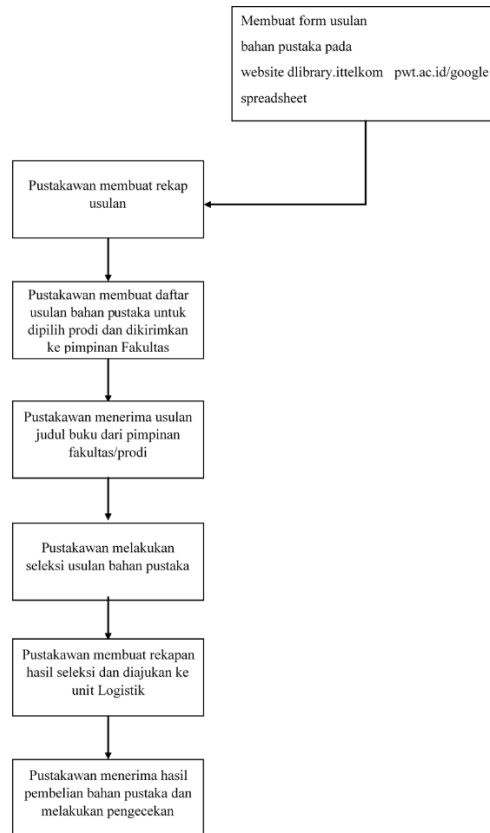 Membuat form usulan
bahan pustaka pada
website dlibrary.ittelkom pwt.ac.id/google
spreadsheet
Pustakawan membuat rekap
usulan
Pustakawan membuat daftar
usulan bahan pustaka untuk
dipilih prodi dan dikirimkan
ke pimpinan Fakultas
Pustakawan menerima usulan
judul buku dari pimpinan
fakultas/prodi
Pustakawan melakukan
seleksi usulan bahan pustaka
Pustakawan membuat rekapan
hasil seleksi dan diajukan ke
unit Logistik
Pustakawan menerima hasil
pembelian bahan pustaka dan
melakukan pengecekan